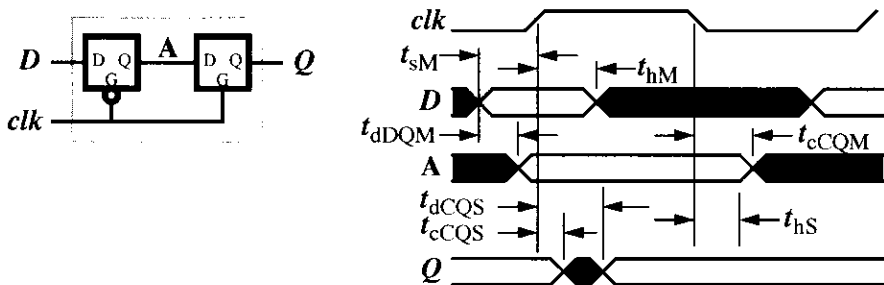 D
D Q
G
A
D Q
G
Q
clk
clk
tsM
thM
D
tdDQM
tcCQM
A
tdCQS
tcCQS
thS
Q